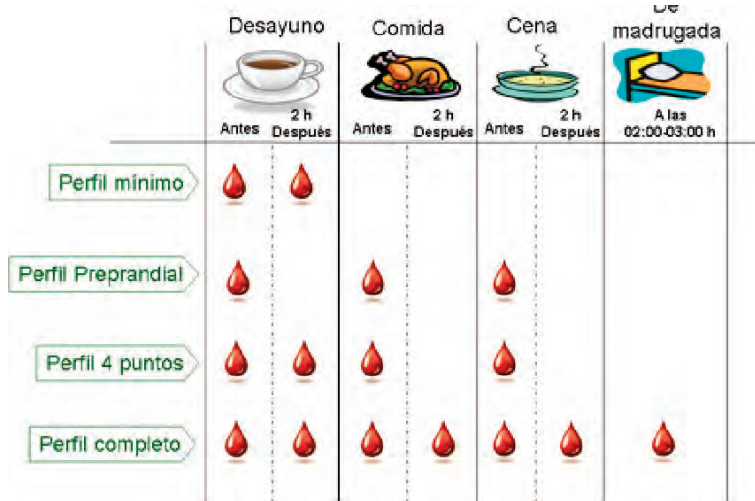 Desayuno
Comida
Cena
De
madrugada
Antes
2 h
Después
Antes
2 h
Después
Antes
2 h
Después
A las
02:00-03:00 h
Perfil mínimo
Perfil Preprandial
Perfil 4 puntos
Perfil completo